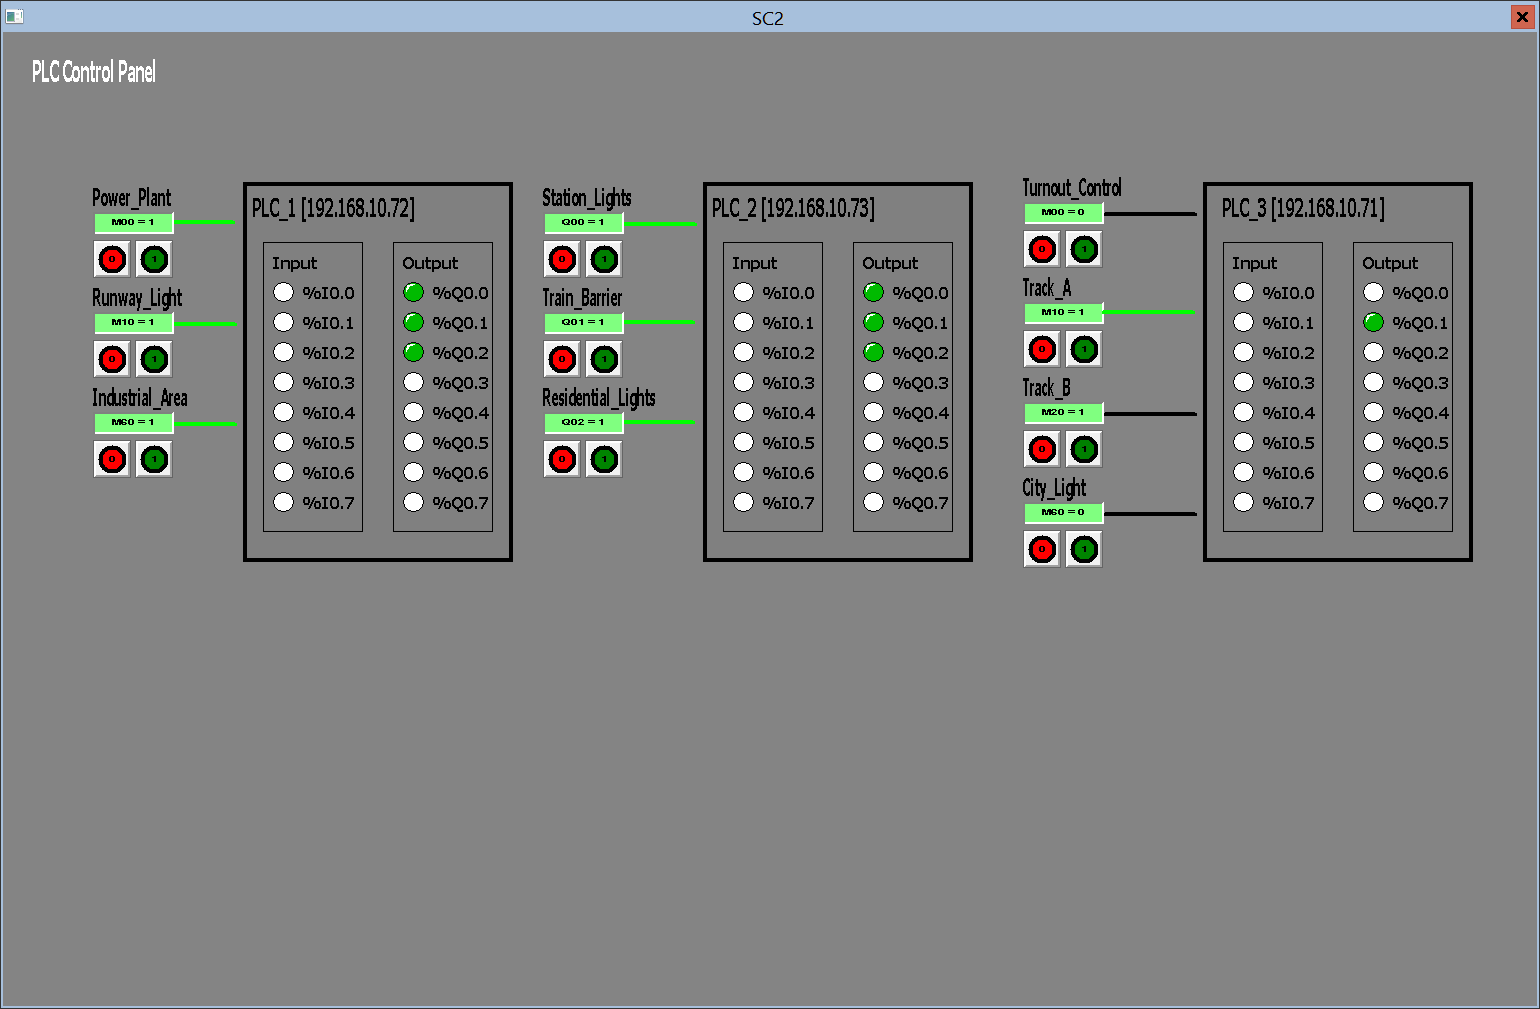 SC2
PLC Control Panel
Power_Plant
M00 = 1
0 1
Runway_Light
M10 = 1
0 1
Industrial_Area
M60 = 1
0 1
PLC_1 [192.168.10.72]
Input
%I0.0
%I0.1
%I0.2
%I0.3
%I0.4
%I0.5
%I0.6
%I0.7
Output
%Q0.0
%Q0.1
%Q0.2
%Q0.3
%Q0.4
%Q0.5
%Q0.6
%Q0.7
Station_Lights
Q00 = 1
0 1
Train_Barrier
Q01 = 1
0 1
Residential_Lights
Q02 = 1
0 1
PLC_2 [192.168.10.73]
Input
%I0.0
%I0.1
%I0.2
%I0.3
%I0.4
%I0.5
%I0.6
%I0.7
Output
%Q0.0
%Q0.1
%Q0.2
%Q0.3
%Q0.4
%Q0.5
%Q0.6
%Q0.7
Turnout_Control
M00 = 0
0 1
Track_A
M10 = 1
0 1
Track_B
M20 = 1
0 1
City_Light
M60 = 0
0 1
PLC_3 [192.168.10.71]
Input
%I0.0
%I0.1
%I0.2
%I0.3
%I0.4
%I0.5
%I0.6
%I0.7
Output
%Q0.0
%Q0.1
%Q0.2
%Q0.3
%Q0.4
%Q0.5
%Q0.6
%Q0.7